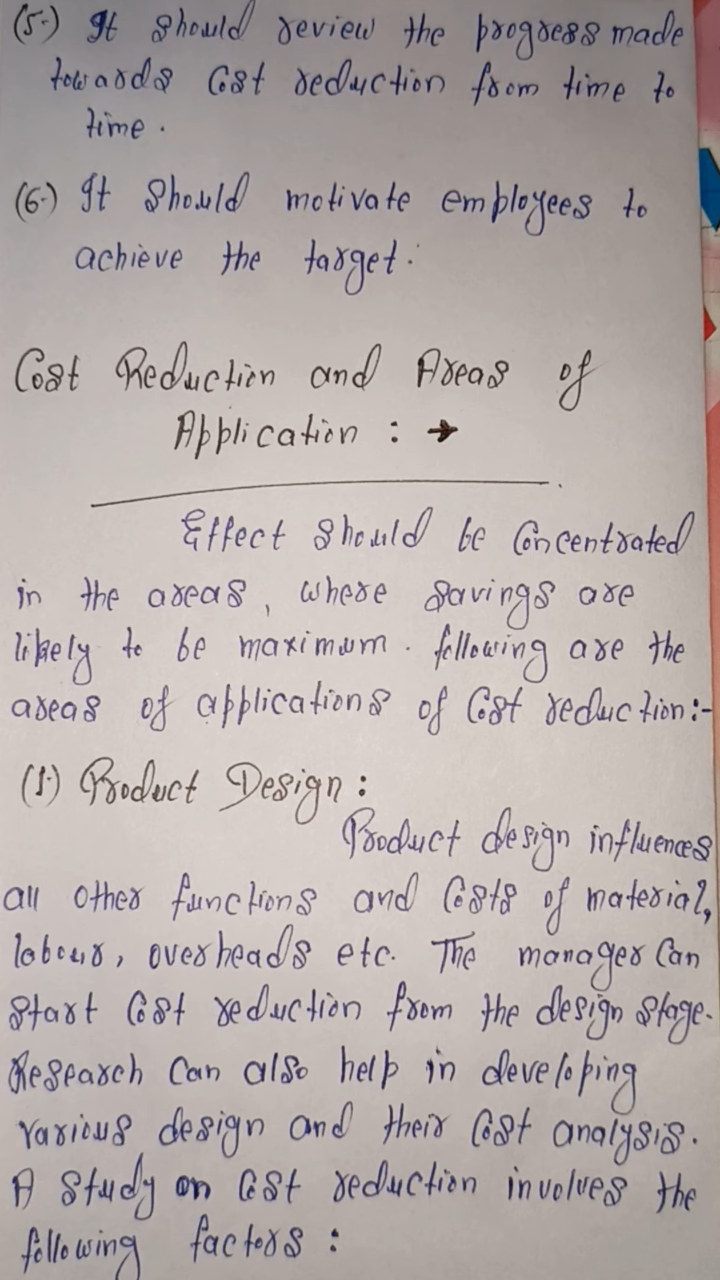 (5.) It should review the progress made
towards Cost reduction from time to
time.
(6.) It should motivate employees to
achieve the target.
Cost Reduction and Areas of
Application : →
Effect should be Concentrated
in the areas, where savings are
likely to be maximum. following are the
areas of applications of Cost reduction:-
(1.) Product Design :
Product design influences
all other functions and Costs of material,
labour, overheads etc. The manager Can
start Cost reduction from the design stage.
Research Can also help in developing
various design and their Cost analysis.
A study on Cost reduction involves the
following factors :